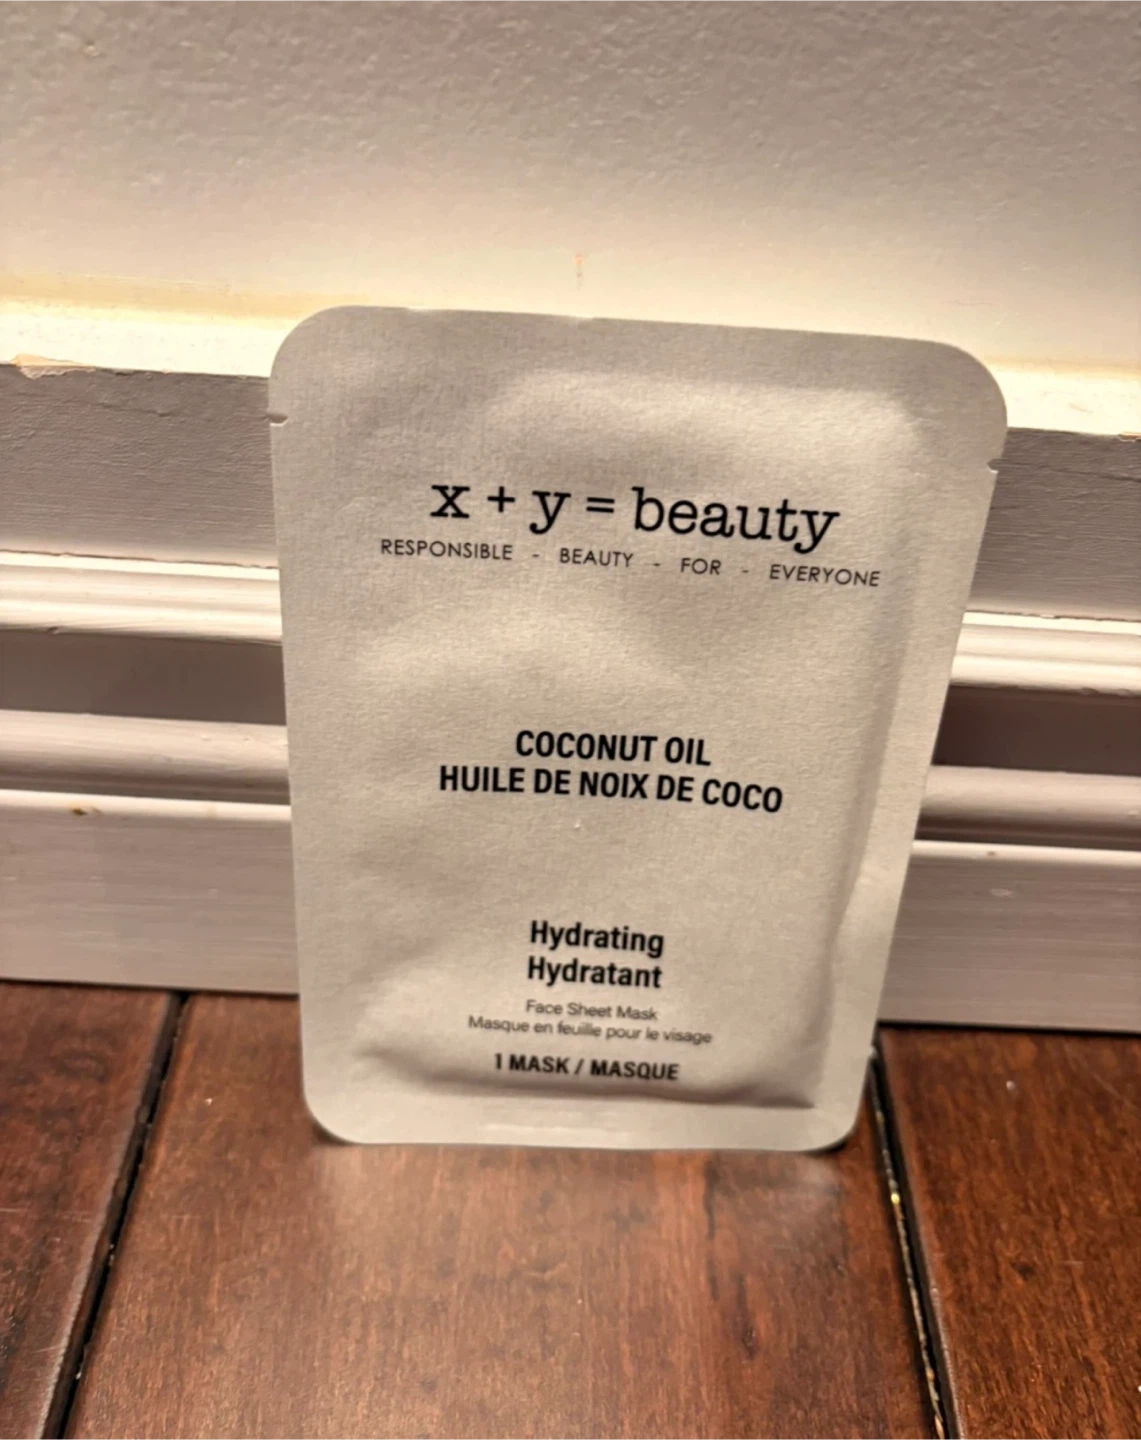 x + y = beauty
RESPONSIBLE - BEAUTY - FOR - EVERYONE
COCONUT OIL
HUILE DE NOIX DE COCO
Hydrating
Hydratant
Face Sheet Mask
Masque en feuille pour le visage
1 MASK / MASQUE